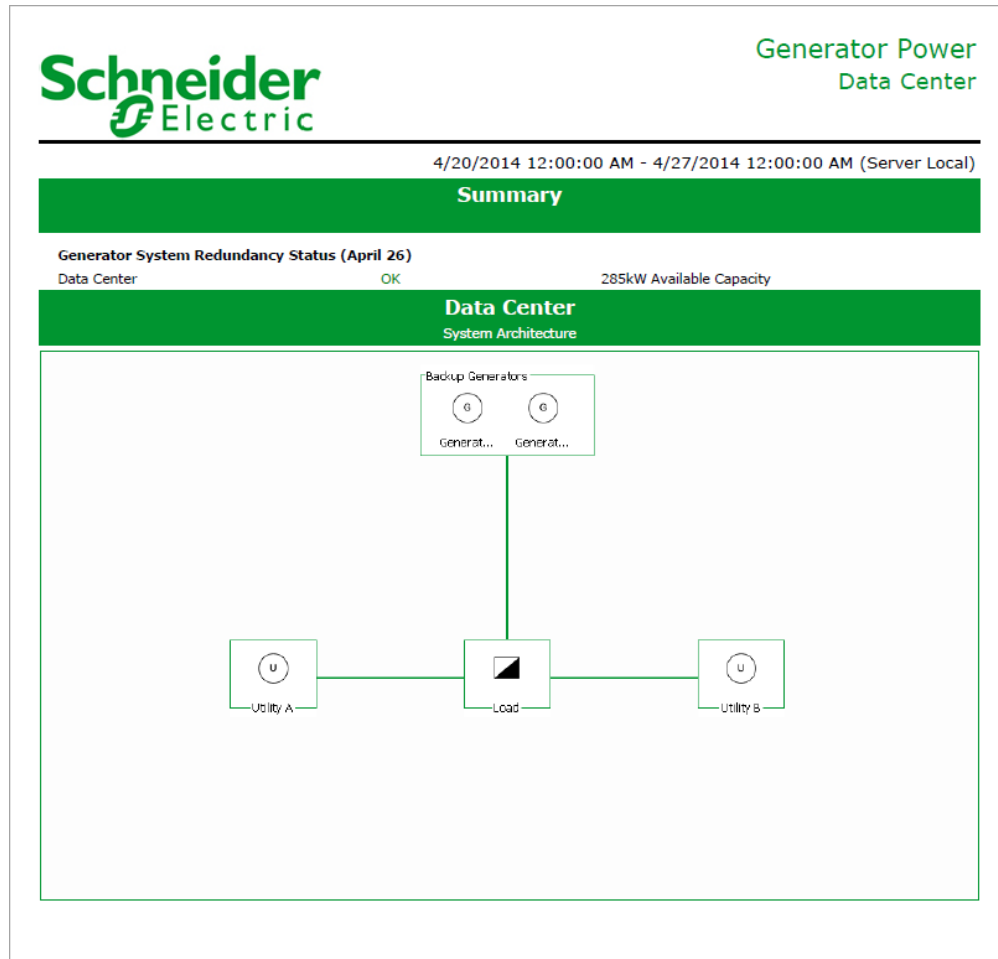 Schneider
Electric
Generator Power
Data Center
4/20/2014 12:00:00 AM - 4/27/2014 12:00:00 AM (Server Local)
Summary
Generator System Redundancy Status (April 26)
Data Center OK 285kW Available Capacity
Data Center
System Architecture
Backup Generators
G G
Generat... Generat...
U U
Utility A Load Utility B